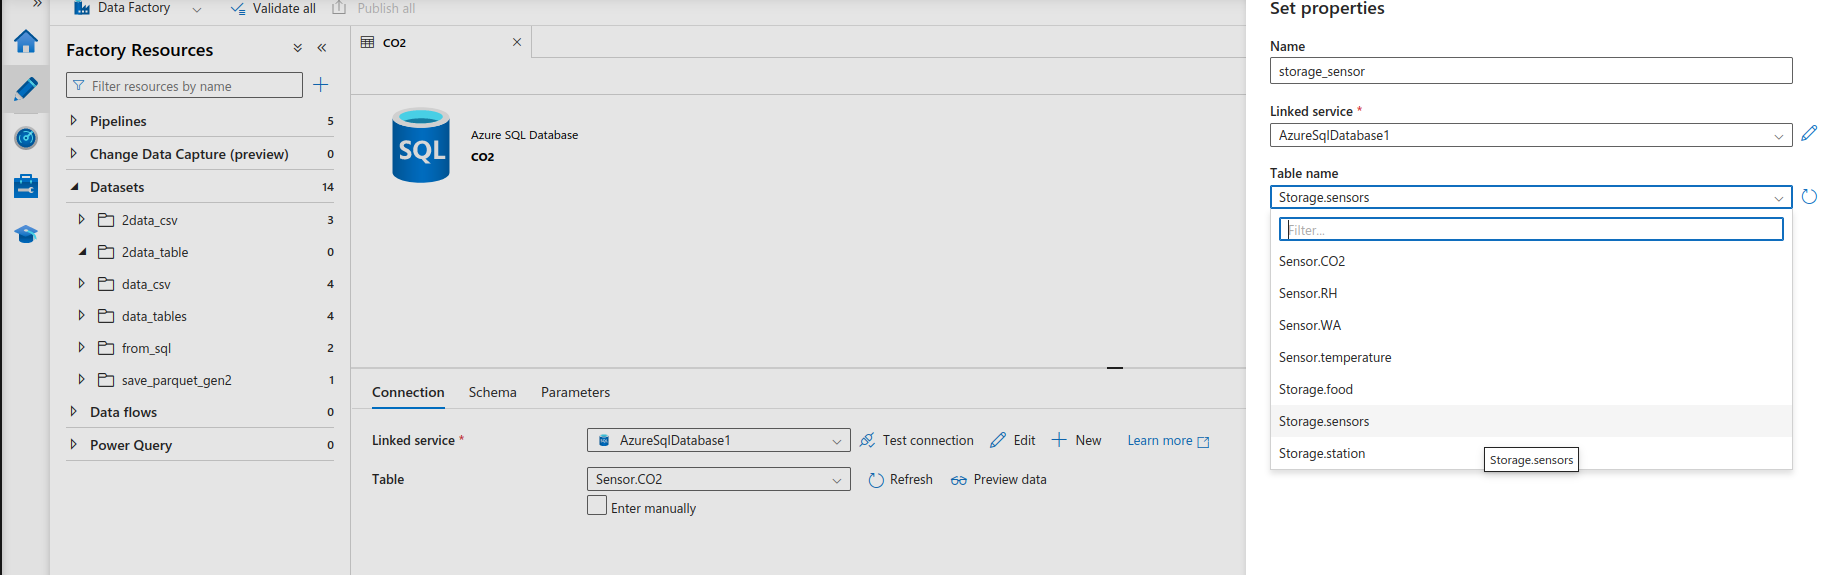 Data Factory
Validate all
Publish all
Factory Resources
Filter resources by name
Pipelines 5
Change Data Capture (preview) 0
Datasets 14
2data_csv 3
2data_table 0
data_csv 4
data_tables 4
from_sql 2
save_parquet_gen2 1
Data flows 0
Power Query 0
CO2
SQL
Azure SQL Database
CO2
Connection Schema Parameters
Linked service * AzureSqlDatabase1 Test connection Edit New Learn more
Table Sensor.CO2 Refresh Preview data
Enter manually
Set properties
Name
storage_sensor
Linked service *
AzureSqlDatabase1
Table name
Storage.sensors
Filter...
Sensor.CO2
Sensor.RH
Sensor.WA
Sensor.temperature
Storage.food
Storage.sensors
Storage.station
Storage.sensors